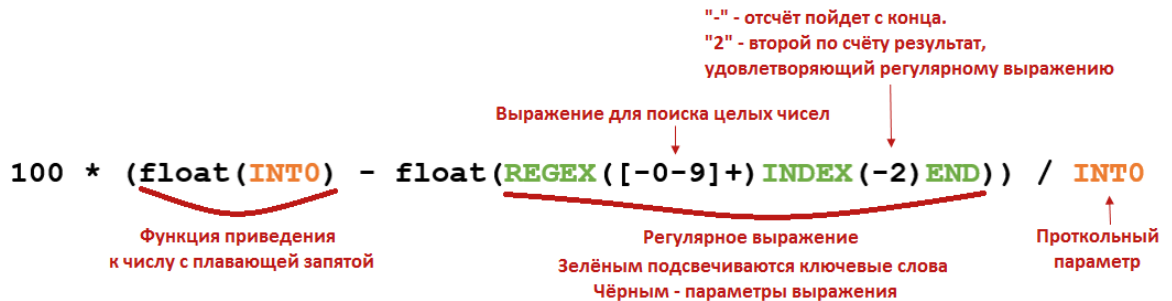 "-" - отсчёт пойдет с конца.
"2" - второй по счёту результат,
удовлетворяющий регулярному выражению
Выражение для поиска целых чисел
100 * (float(INT0) - float(REGEX([-0-9]+)INDEX(-2)END)) / INT0
Функция приведения
к числу с плавающей запятой
Регулярное выражение
Зелёным подсвечиваются ключевые слова
Чёрным - параметры выражения
Проткольный
параметр